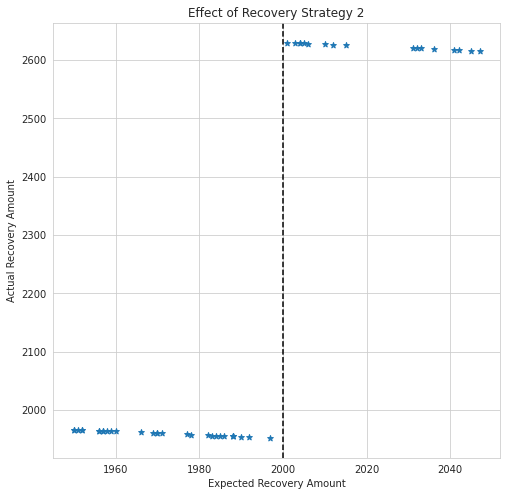 Effect of Recovery Strategy 2
2600
2500
2400
2300
2200
2100
2000
Actual Recovery Amount
1960 1980 2000 2020 2040
Expected Recovery Amount